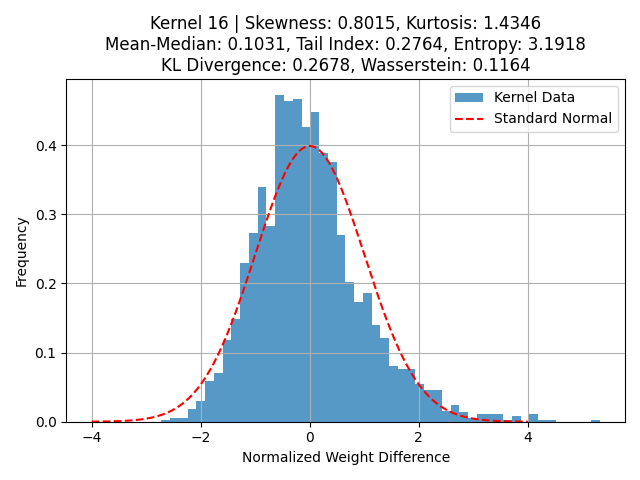 Kernel 16 | Skewness: 0.8015, Kurtosis: 1.4346
Mean-Median: 0.1031, Tail Index: 0.2764, Entropy: 3.1918
KL Divergence: 0.2678, Wasserstein: 0.1164
Kernel Data
Standard Normal
Frequency
0.4
0.3
0.2
0.1
0.0
−4
−2
0
2
4
Normalized Weight Difference